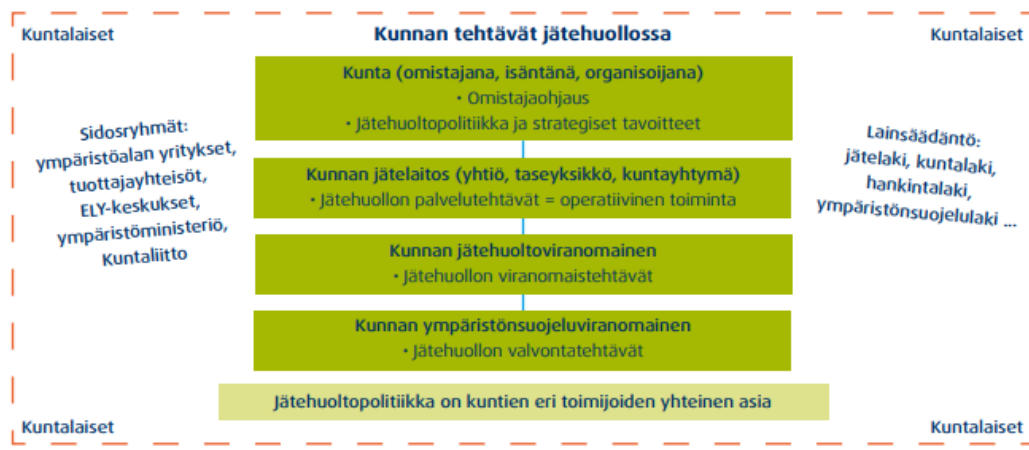 Kuntalaiset
Kunnan tehtävät jätehuollossa
Kuntalaiset
Kunta (omistajana, isäntänä, organisoijana)
• Omistajaohjaus
• Jätehuoltopolitiikka ja strategiset tavoitteet
Sidosryhmät:
ympäristöalan yritykset,
tuottajayhteisöt,
ELY-keskukset,
ympäristöministeriö,
Kuntaliitto
Kunnan jätelaitos (yhtiö, taseyksikkö, kuntayhtymä)
• Jätehuollon palvelutehtävät = operatiivinen toiminta
Lainsäädäntö:
jätelaki, kuntalaki,
hankintalaki,
ympäristönsuojelulaki ...
Kunnan jätehuoltoviranomainen
• Jätehuollon viranomaistehtävät
Kunnan ympäristönsuojeluviranomainen
• Jätehuollon valvontatehtävät
Jätehuoltopolitiikka on kuntien eri toimijoiden yhteinen asia
Kuntalaiset
Kuntalaiset